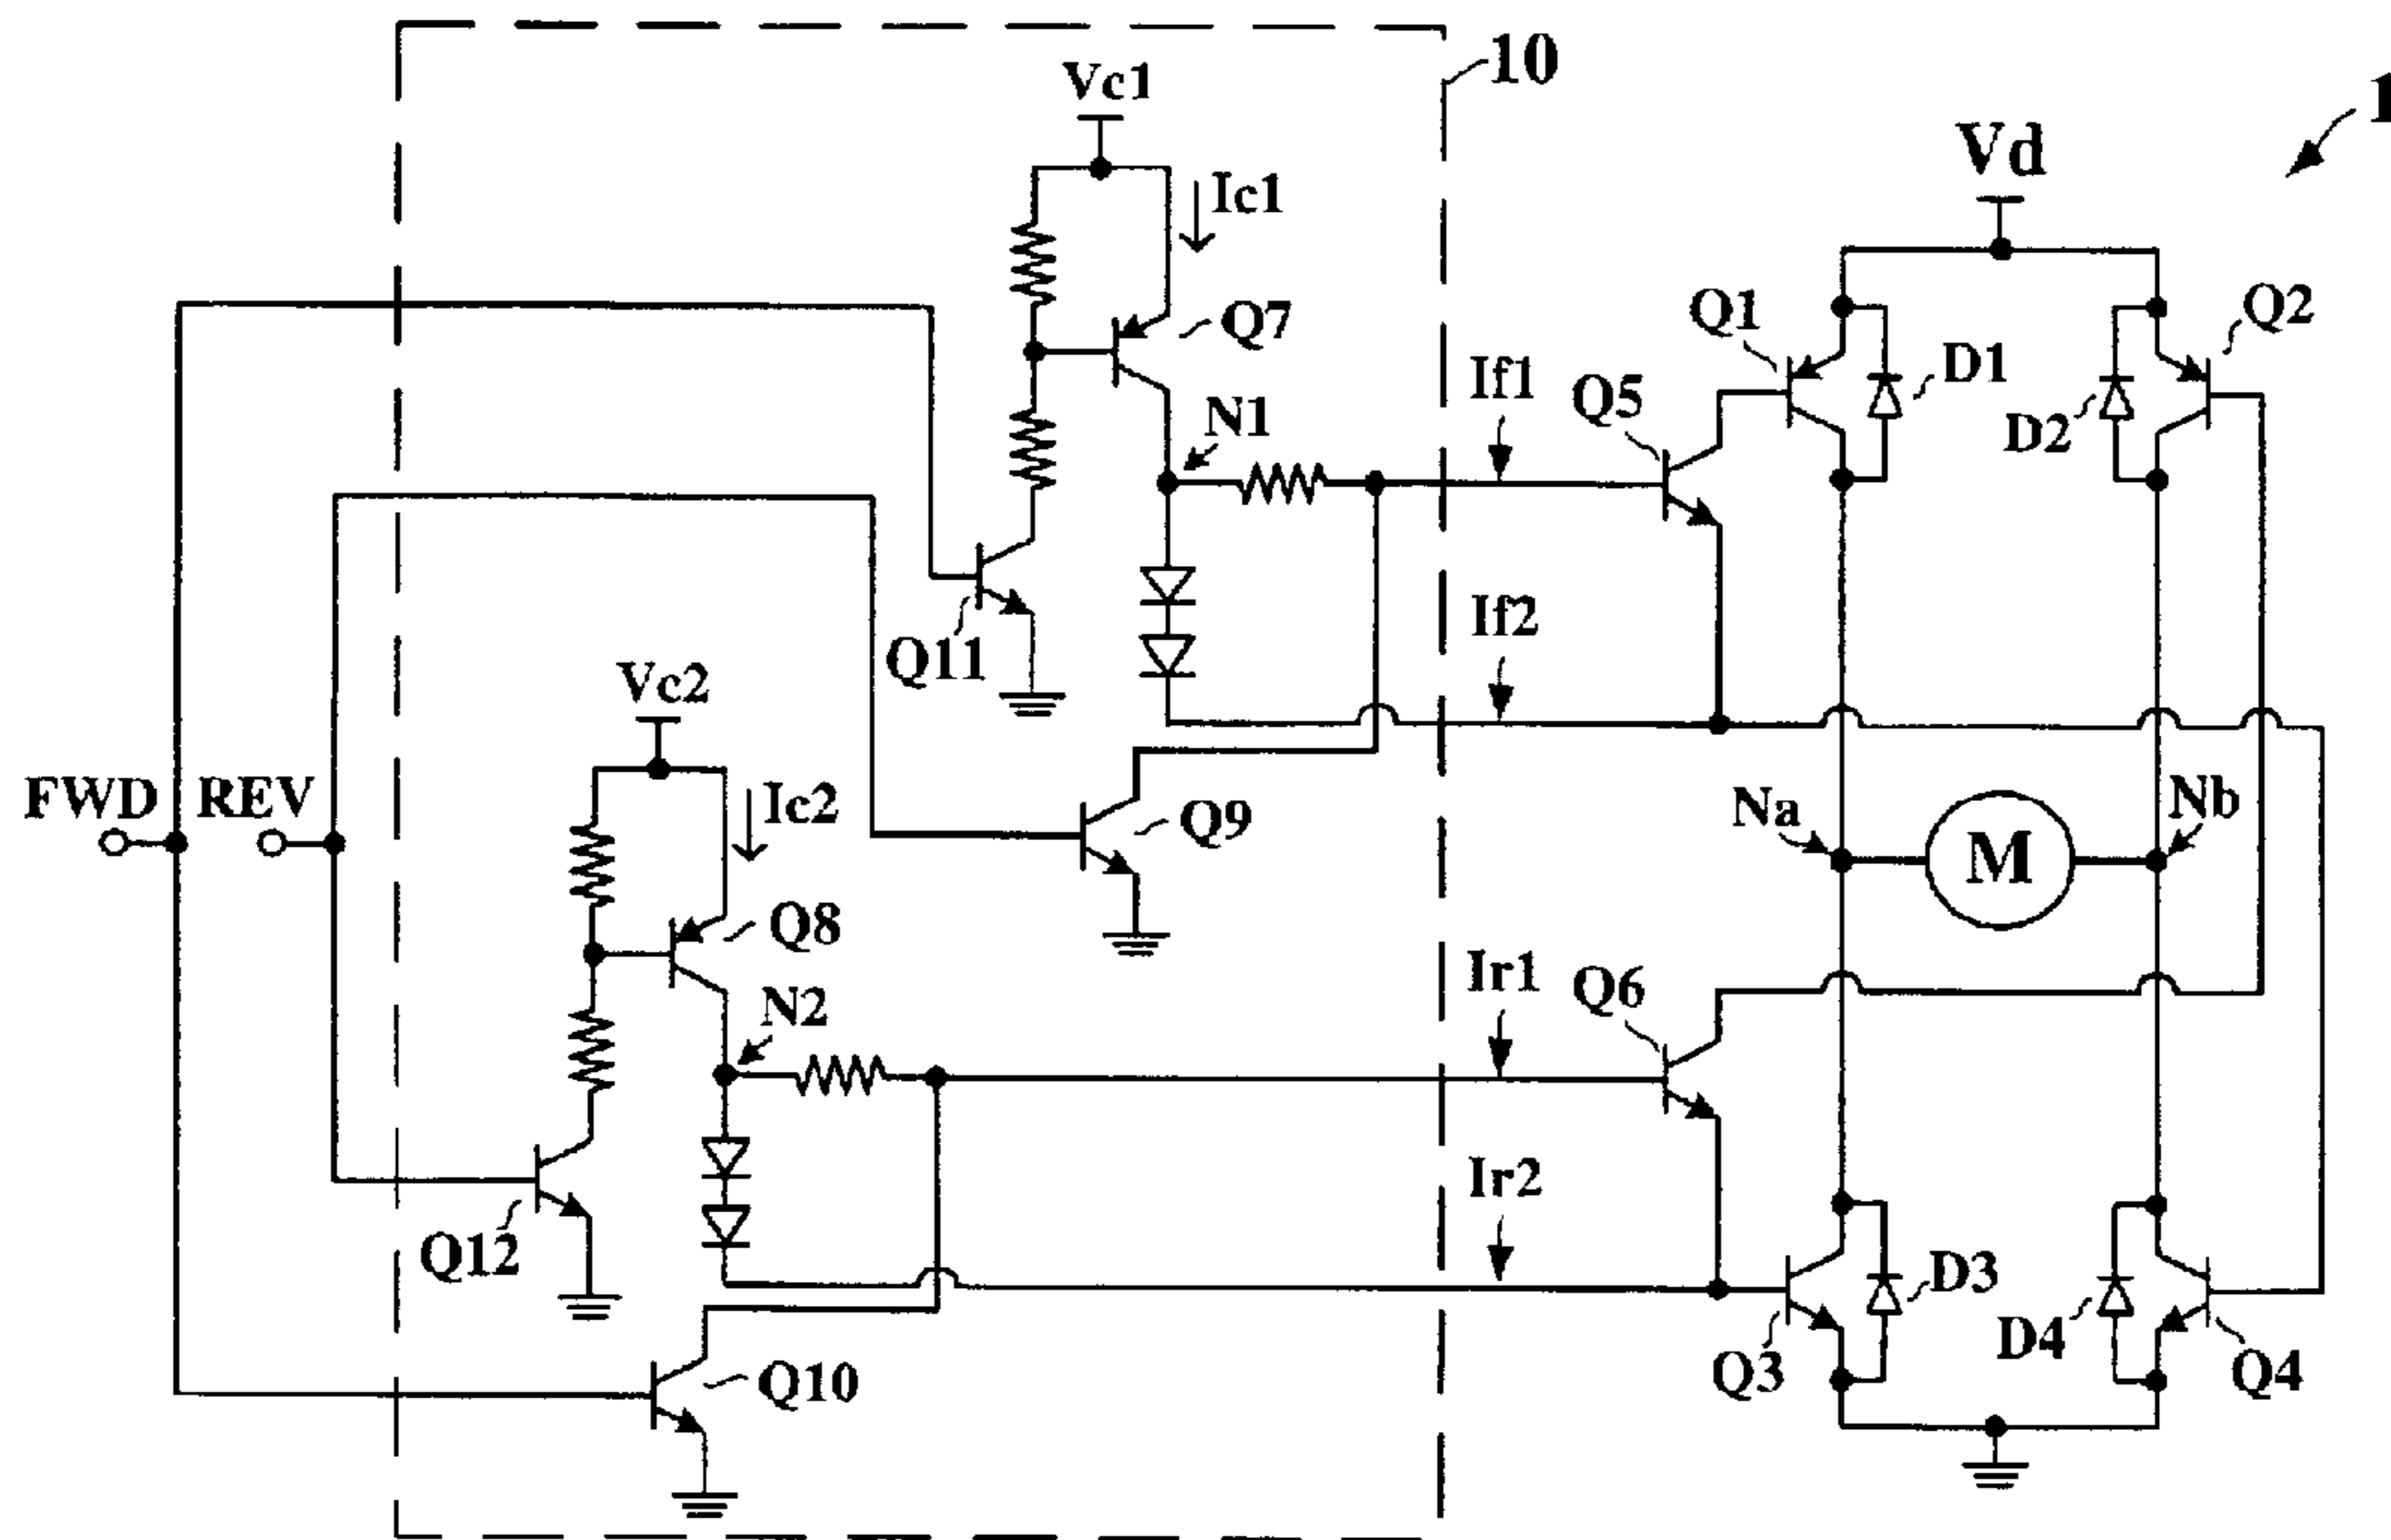 10
1
Vc1
Vd
Ic1
Q7
Q1
Q2
D1
D2
If1
Q5
N1
Q11
If2
Vc2
FWD
REV
Ic2
Q9
Na
M
Nb
Q8
N2
Ir1
Q6
Ir2
Q12
D3
D4
Q3
Q4
Q10